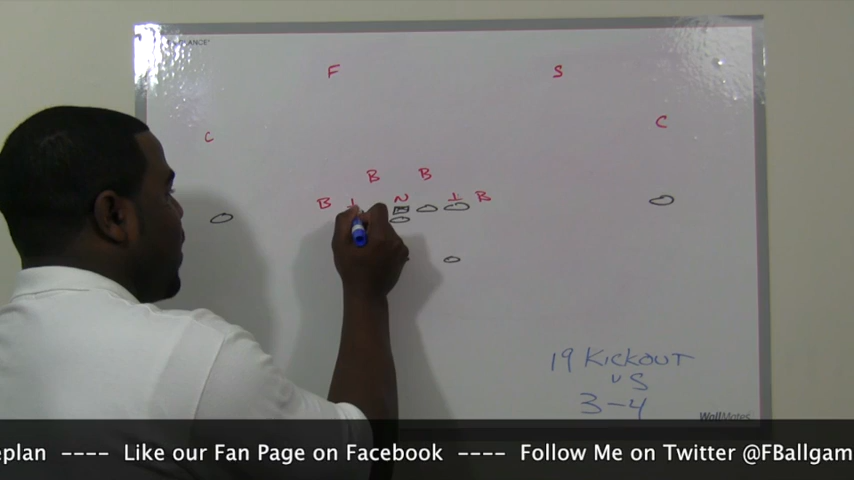 F S
C C
B B
B T N T B
19 Kickout
vs
3-4
WallMates
eplan ---- Like our Fan Page on Facebook ---- Follow Me on Twitter @FBallgam